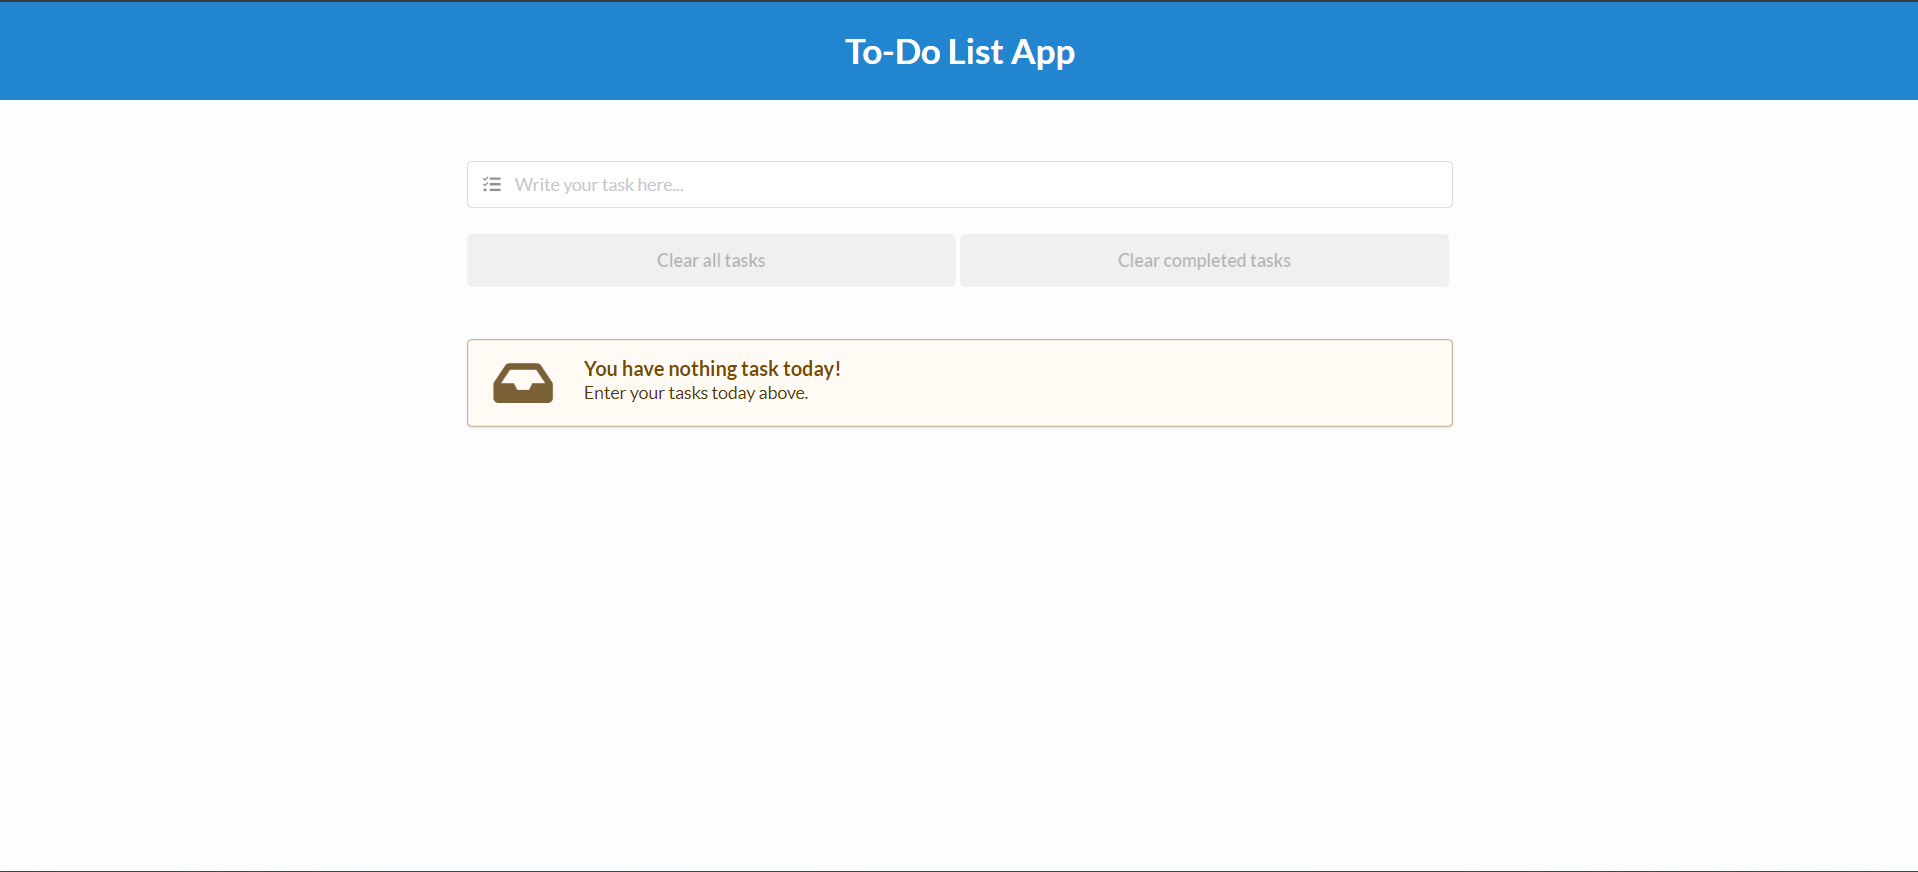 To-Do List App
Write your task here...
Clear all tasks
Clear completed tasks
You have nothing task today!
Enter your tasks today above.